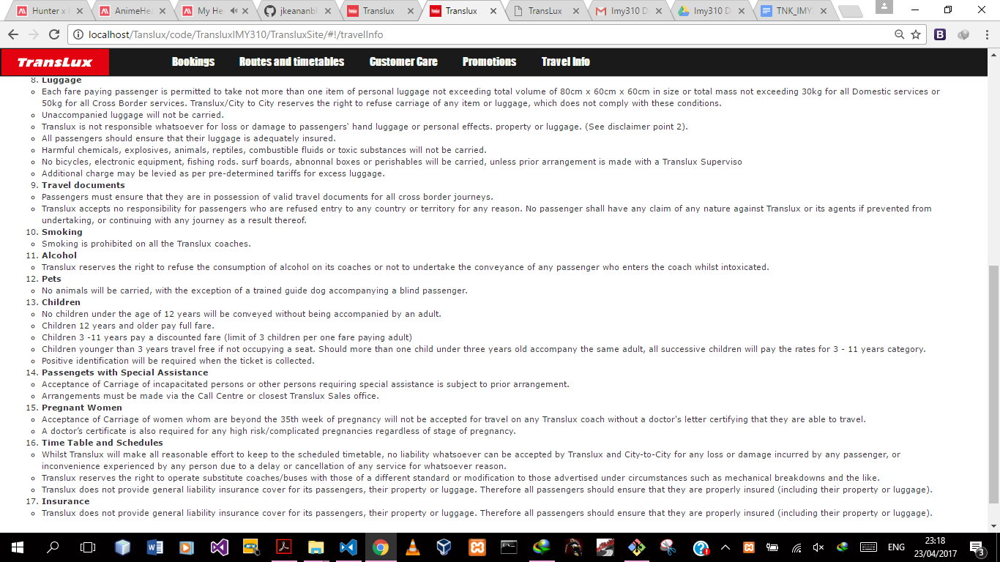 Hunter x
AnimeHea
My He
jkeananbl
Translux
Translux
TransLux
Imy310 D
Imy310 D
TNK_IMY
localhost/Tanslux/code/TransluxIMY310/TransluxSite/#!/travelInfo
TRANSLUX
Bookings
Routes and timetables
Customer Care
Promotions
Travel Info
8. Luggage
Each fare paying passenger is permitted to take not more than one item of personal luggage not exceeding total volume of 80cm x 60cm x 60cm in size or total mass not exceeding 30kg for all Domestic services or
50kg for all Cross Border services. Translux/City to City reserves the right to refuse carriage of any item or luggage, which does not comply with these conditions.
Unaccompanied luggage will not be carried.
Translux is not responsible whatsoever for loss or damage to passengers` hand luggage or personal effects. property or luggage. (See disclaimer point 2).
All passengers should ensure that their luggage is adequately insured.
Harmful chemicals, explosives, animals, reptiles, combustible fluids or toxic substances will not be carried.
No bicycles, electronic equipment, fishing rods. surf boards, abnonnal boxes or perishables will be carried, unless prior arrangement is made with a Translux Superviso
Additional charge may be levied as per pre-determined tariffs for excess luggage.
9. Travel documents
Passengers must ensure that they are in possession of valid travel documents for all cross border journeys.
Translux accepts no responsibility for passengers who are refused entry to any country or territory for any reason. No passenger shall have any claim of any nature against Translux or its agents if prevented from
undertaking, or continuing with any journey as a result thereof.
10. Smoking
Smoking is prohibited on all the Translux coaches.
11. Alcohol
Translux reserves the right to refuse the consumption of alcohol on its coaches or not to undertake the conveyance of any passenger who enters the coach whilst intoxicated.
12. Pets
No animals will be carried, with the exception of a trained guide dog accompanying a blind passenger.
13. Children
No children under the age of 12 years will be conveyed without being accompanied by an adult.
Children 12 years and older pay full fare.
Children 3 -11 years pay a discounted fare (limit of 3 children per one fare paying adult)
Children younger than 3 years travel free if not occupying a seat. Should more than one child under three years old accompany the same adult, all successive children will pay the rates for 3 - 11 years category.
Positive identification will be required when the ticket is collected.
14. Passengets with Special Assistance
Acceptance of Carriage of incapacitated persons or other persons requiring special assistance is subject to prior arrangement.
Arrangements must be made via the Call Centre or closest Translux Sales office.
15. Pregnant Women
Acceptance of Carriage of women whom are beyond the 35th week of pregnancy will not be accepted for travel on any Translux coach without a doctor's letter certifying that they are able to travel.
A doctor’s certificate is also required for any high risk/complicated pregnancies regardless of stage of pregnancy.
16. Time Table and Schedules
Whilst Translux will make all reasonable effort to keep to the scheduled timetable, no liability whatsoever can be accepted by Translux and City-to-City for any loss or damage incurred by any passenger, or
inconvenience experienced by any person due to a delay or cancellation of any service for whatsoever reason.
Translux reserves the right to operate substitute coaches/buses with those of a different standard or modification to those advertised under circumstances such as mechanical breakdowns and the like.
Translux does not provide general liability insurance cover for its passengers, their property or luggage. Therefore all passengers should ensure that they are properly insured (including their property or luggage).
17. Insurance
Translux does not provide general liability insurance cover for its passengers, their property or luggage. Therefore all passengers should ensure that they are properly insured (including their property or luggage).
ENG
23:18
23/04/2017
3